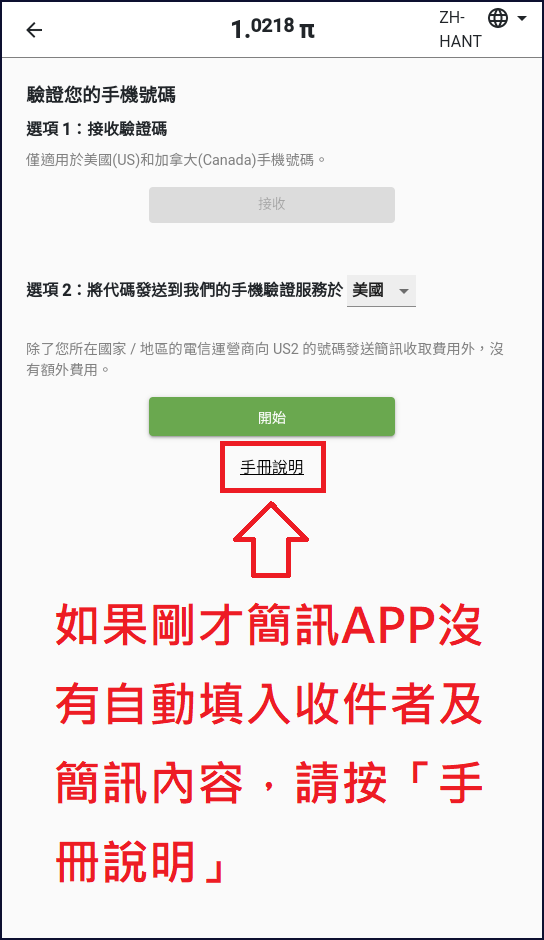 1.0218 π
ZH-
HANT
驗證您的手機號碼
選項 1：接收驗證碼
僅適用於美國(US)和加拿大(Canada)手機號碼。
接收
選項 2：將代碼發送到我們的手機驗證服務於 美國
除了您所在國家 / 地區的電信運營商向 US2 的號碼發送簡訊收取費用外，沒
有額外費用。
開始
手冊說明
如果剛才簡訊APP沒
有自動填入收件者及
簡訊內容，請按「手
冊說明」